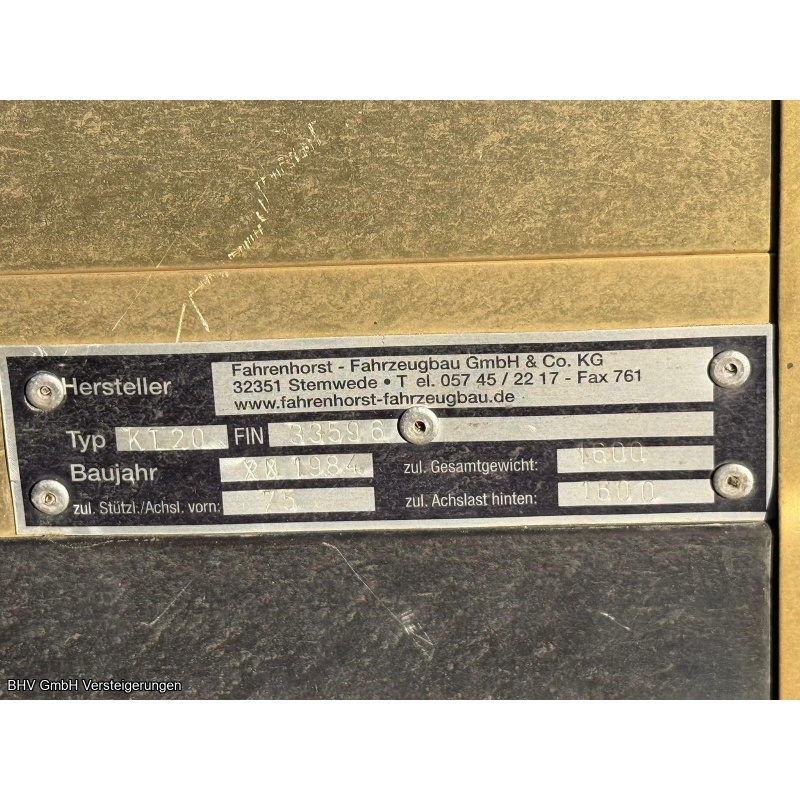 Hersteller Fahrenhorst - Fahrzeugbau GmbH & Co. KG
32351 Stemwede • T el. 057 45 / 22 17 - Fax 761
www.fahrenhorst-fahrzeugbau.de
Typ KT20 FIN 33596
Baujahr 1984 zul. Gesamtgewicht: 1600
zul. Stützl./Achsl. vorn: 75 zul. Achslast hinten: 1600
BHV GmbH Versteigerungen